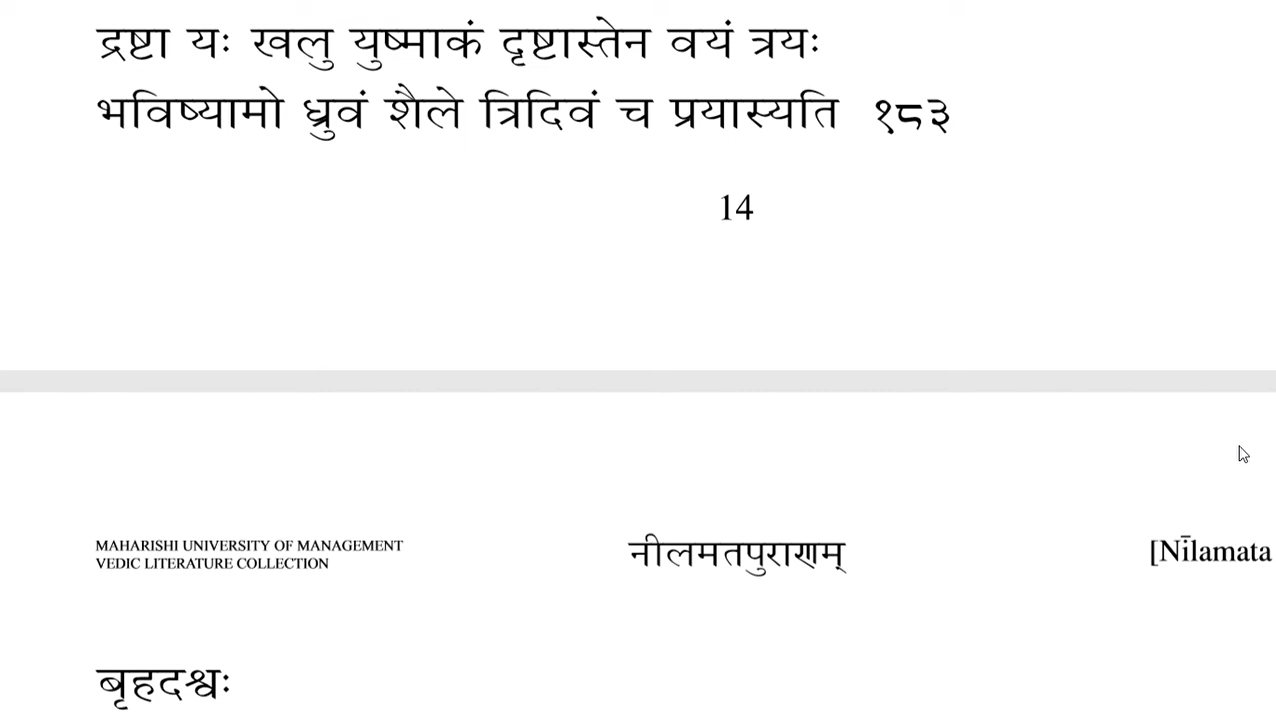 द्रष्टा यः खलु युष्माकं दृष्टास्तेन वयं त्रयः
भविष्यामो ध्रुवं शैले त्रिदिवं च प्रयास्यति १८३
14
MAHARISHI UNIVERSITY OF MANAGEMENT
VEDIC LITERATURE COLLECTION
नीलमतपुराणम्
[Nīlamata
बृहदश्वः